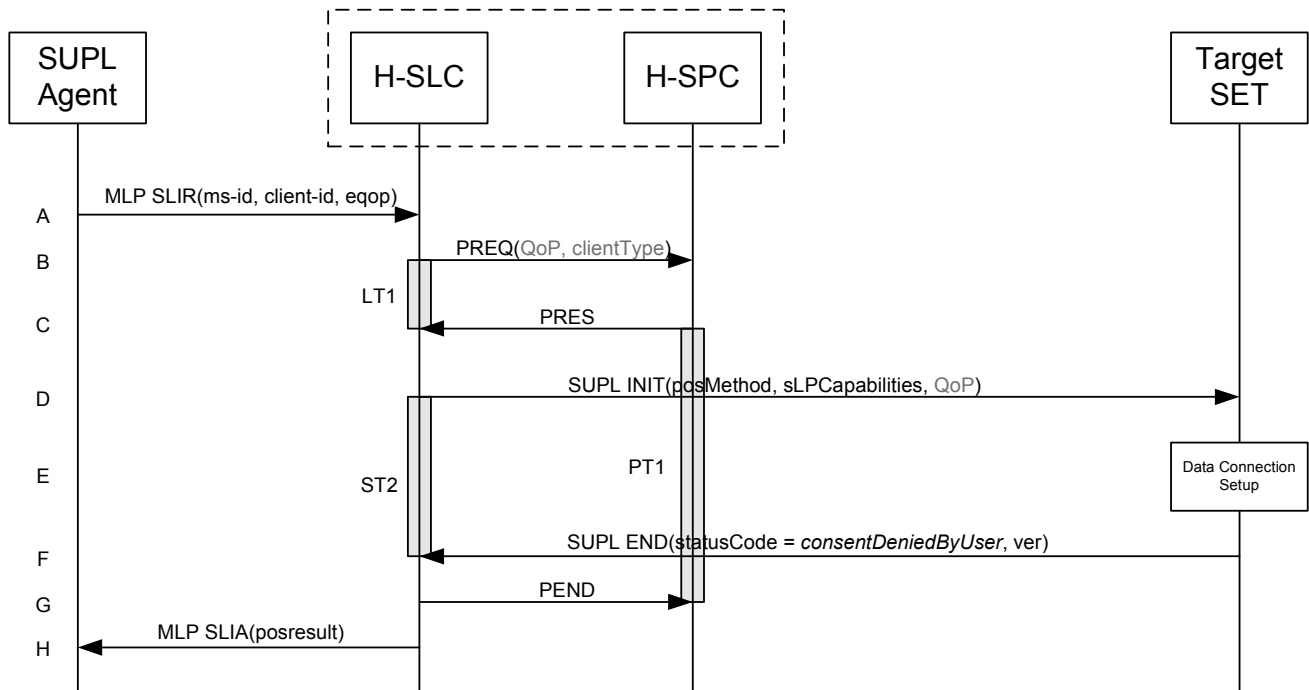 SUPL
Agent
H-SLC
H-SPC
Target
SET
A
MLP SLIR(ms-id, client-id, eqop)
B
PREQ(QoP, clientType)
LT1
C
PRES
D
SUPL INIT(posMethod, sLPCapabilities, QoP)
E
ST2
PT1
Data Connection
Setup
F
SUPL END(statusCode = consentDeniedByUser, ver)
G
PEND
H
MLP SLIA(posresult)